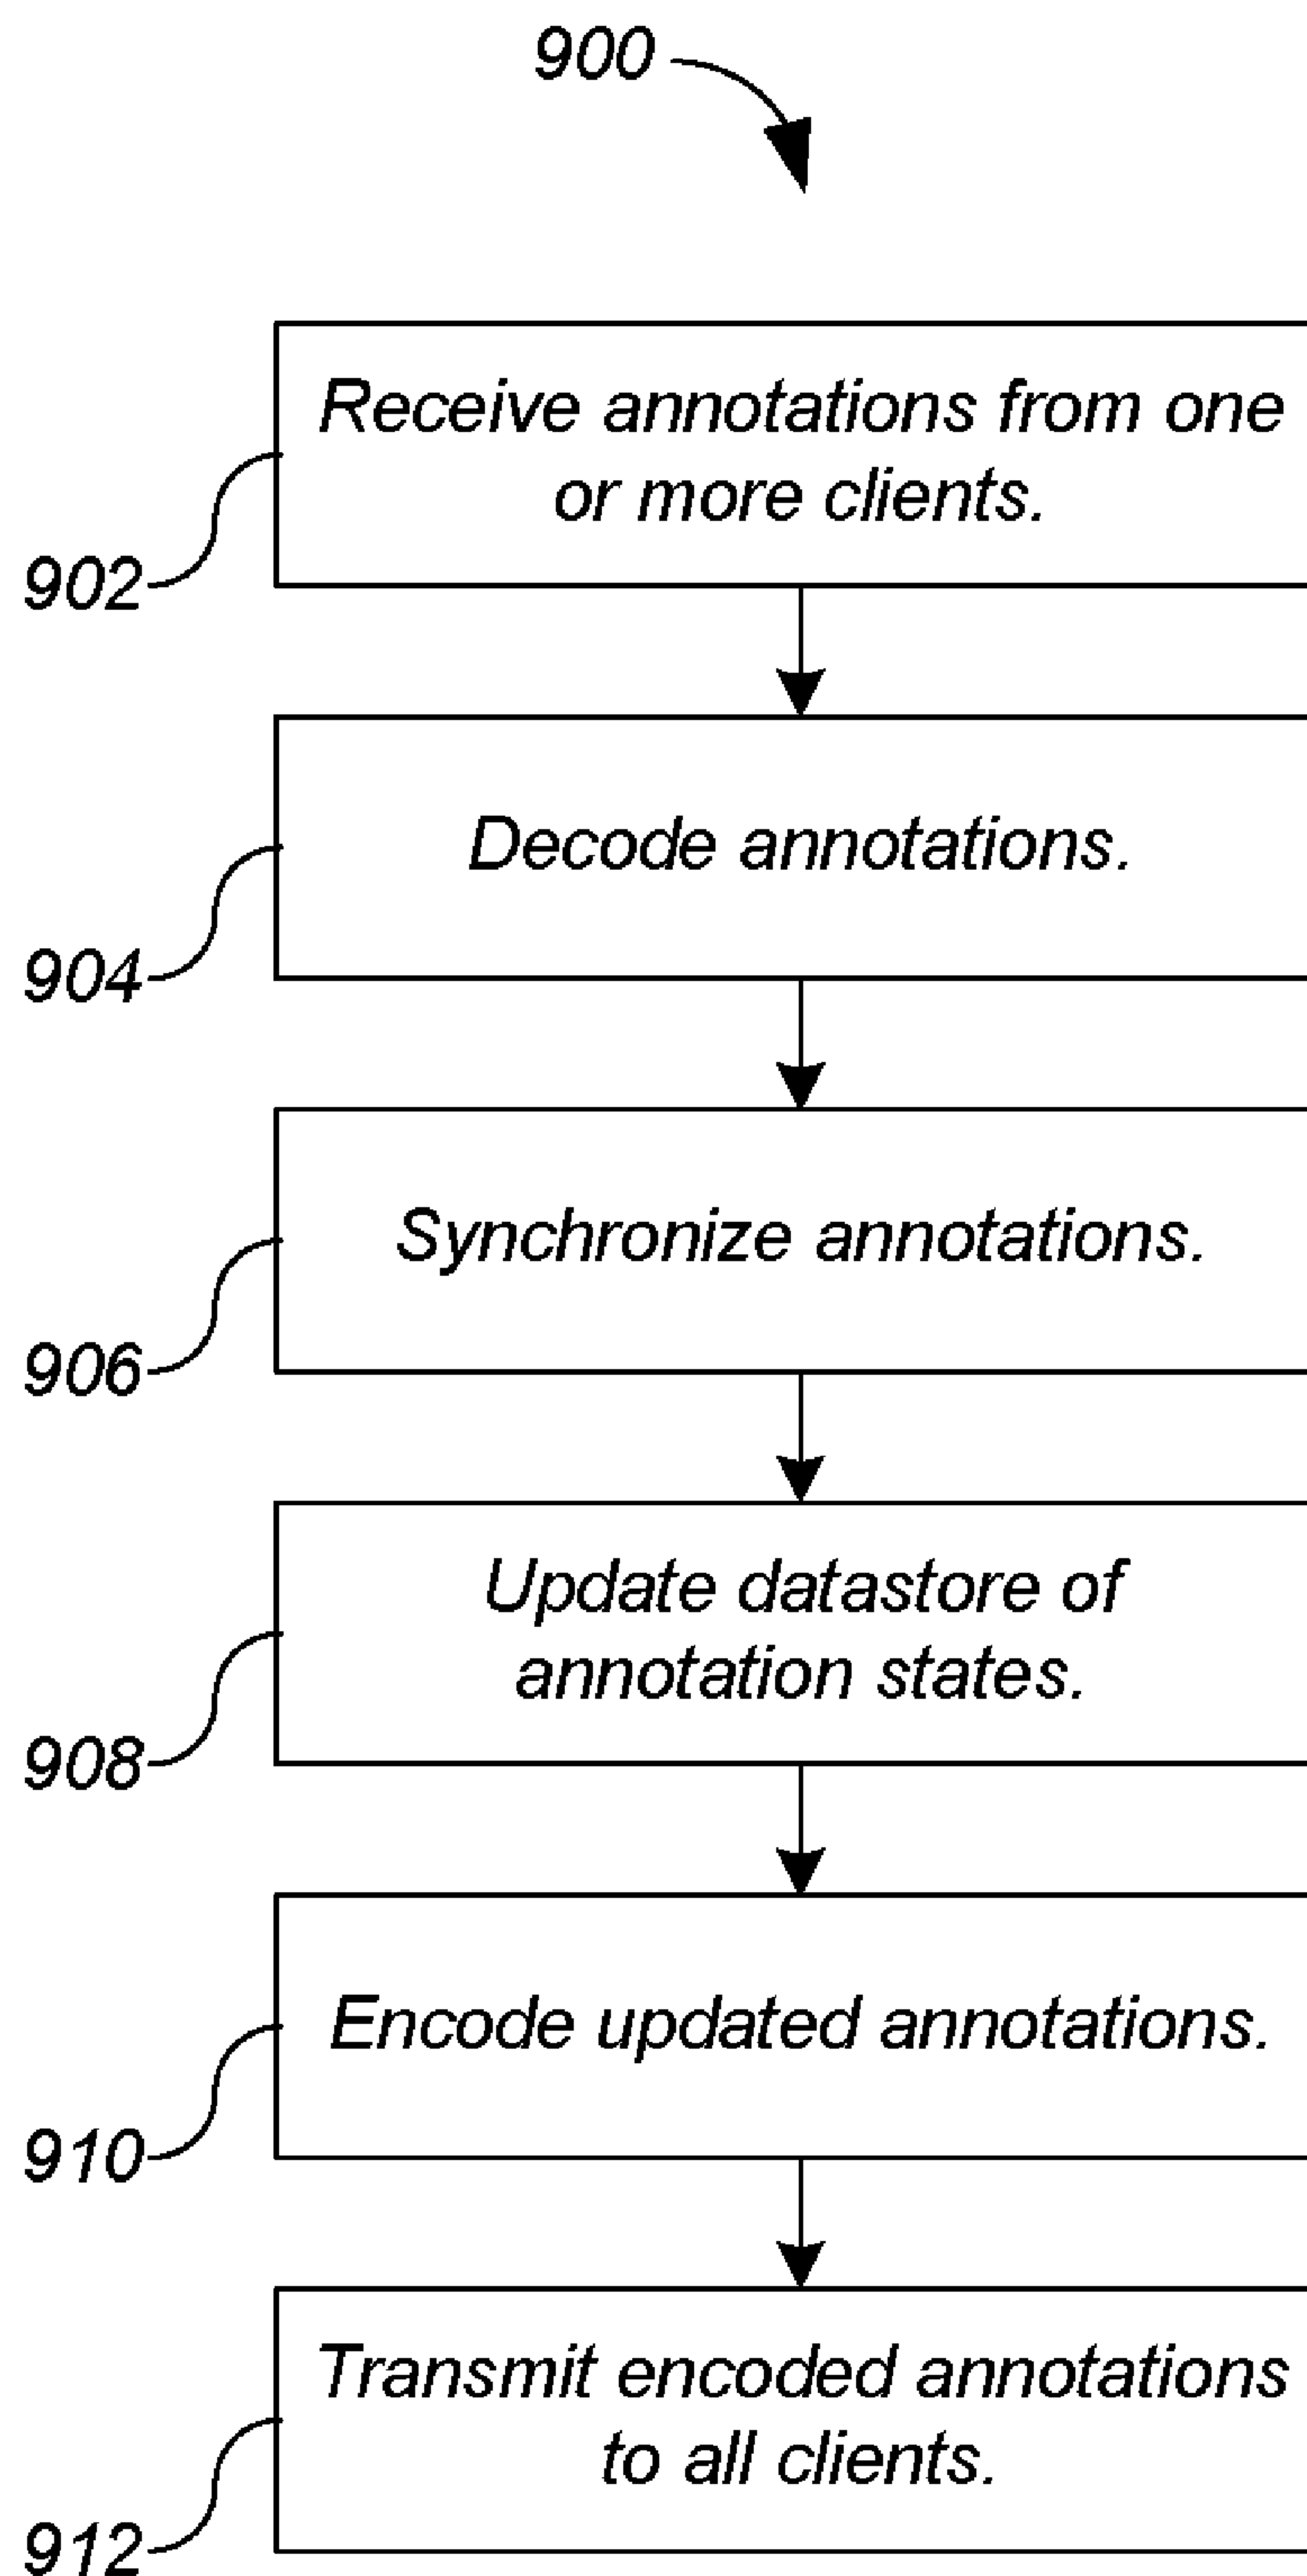 900
Receive annotations from one
or more clients.
902
Decode annotations.
904
Synchronize annotations.
906
Update datastore of
annotation states.
908
Encode updated annotations.
910
Transmit encoded annotations
to all clients.
912